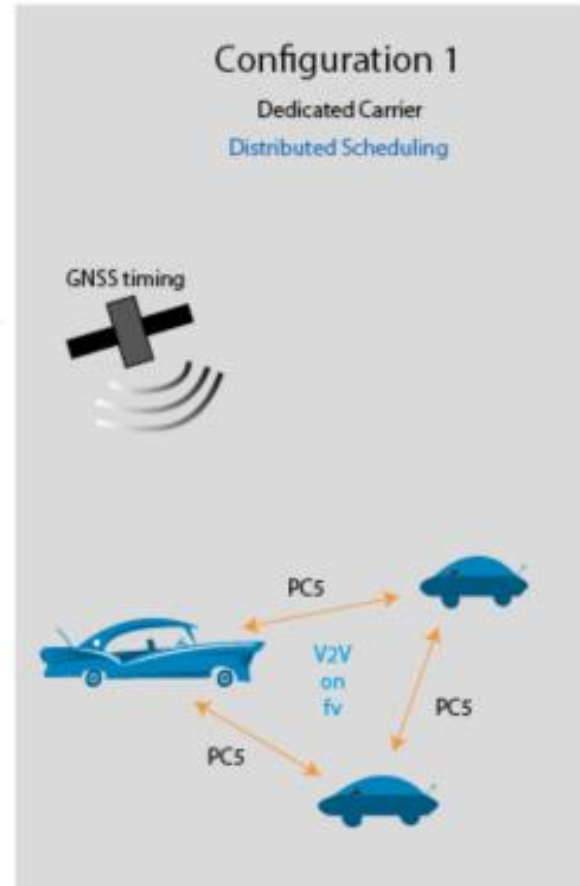 Configuration 1
Dedicated Carrier
Distributed Scheduling
GNSS timing
PC5
V2V
on
fv
PC5
PC5